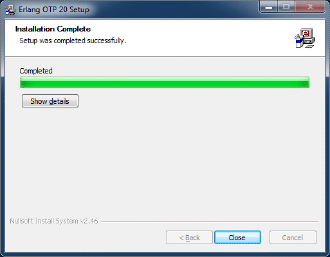 Erlang OTP 20 Setup
Installation Complete
Setup was completed successfully.
Completed
Show details
Nullsoft Install System v2.46
< Back
Close
Cancel